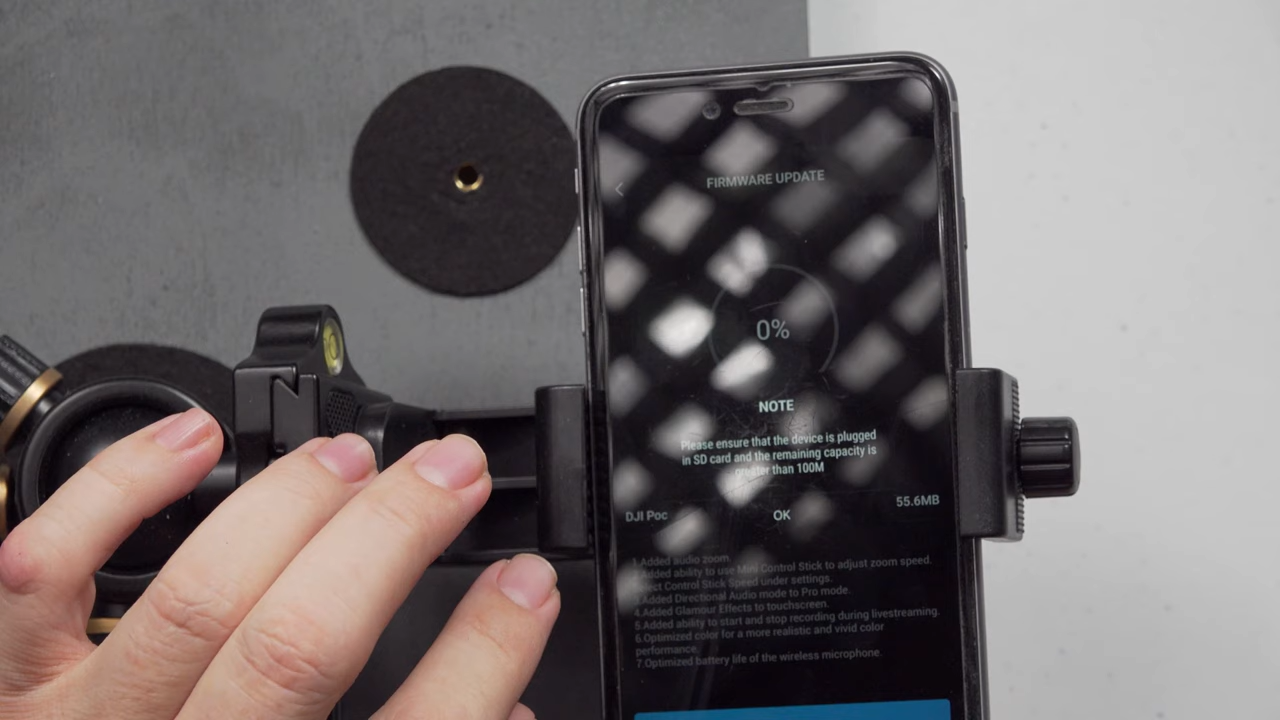 FIRMWARE UPDATE
0%
NOTE
Please ensure that the device is plugged
in SD card and the remaining capacity is
greater than 100M
55.6MB
DJI Poc
OK
1.Added audio zoom.
Added ability to use Mini Control Stick to adjust zoom speed.
Control Stick Speed under settings.
3.Added Directional Audio mode to Pro mode.
4.Added Glamour Effects to touchscreen.
5.Added ability to start and stop recording during livestreaming.
6.Optimized color for a more realistic and vivid color
performance.
7.Optimized battery life of the wireless microphone.